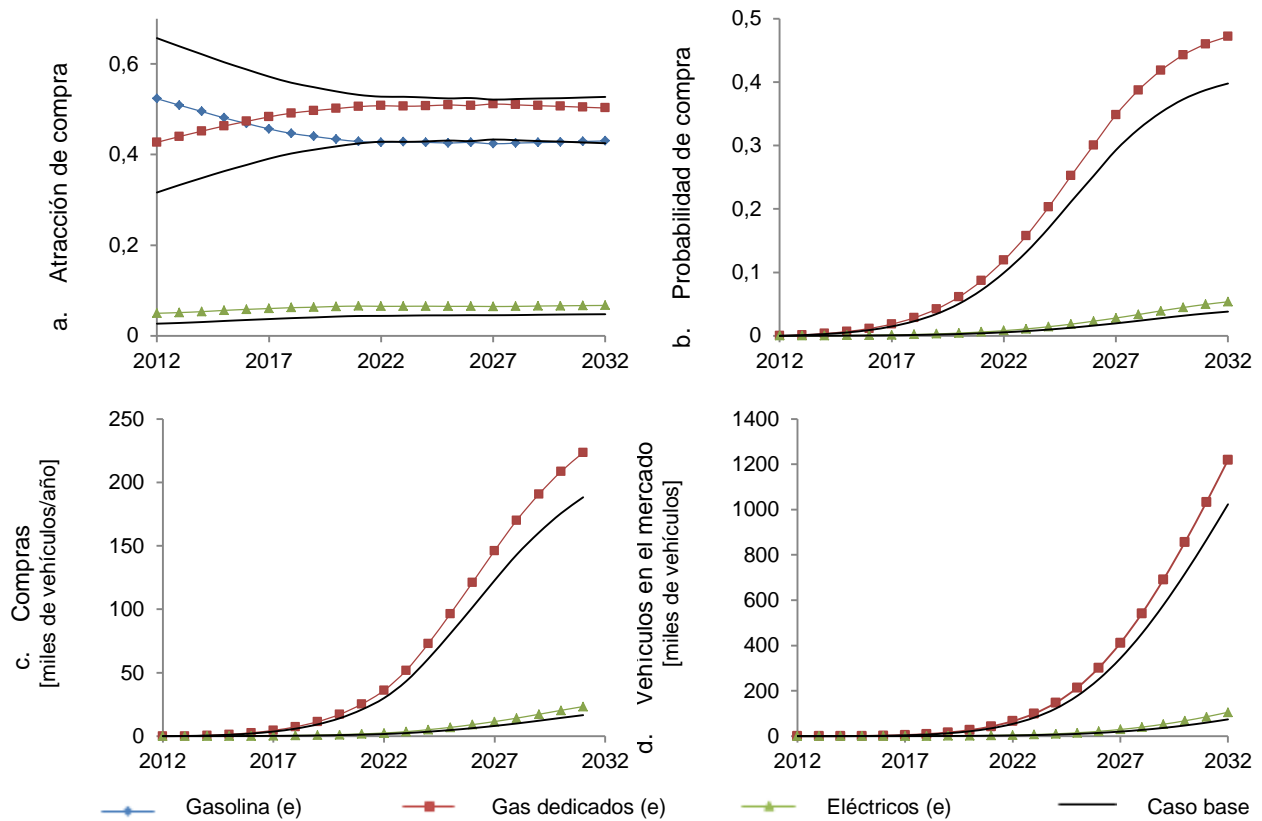 a. Atracción de compra
0,6
0,4
0,2
0
2012 2017 2022 2027 2032
b. Probabilidad de compra
0,5
0,4
0,3
0,2
0,1
0
2012 2017 2022 2027 2032
c. Compras
[miles de vehículos/año]
250
200
150
100
50
0
2012 2017 2022 2027 2032
d. Vehiculos en el mercado
[miles de vehículos]
1400
1200
1000
800
600
400
200
0
2012 2017 2022 2027 2032
Gasolina (e) Gas dedicados (e) Eléctricos (e) Caso base